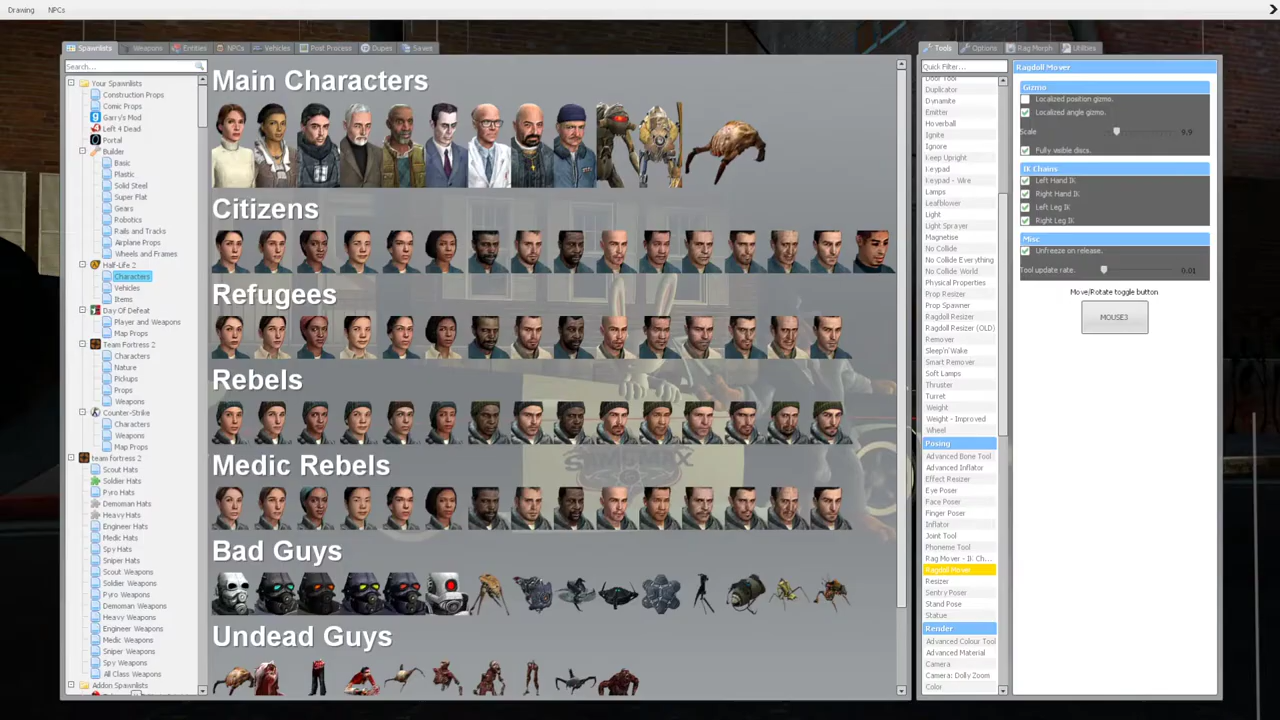 Drawing NPCs
Spawnlists Weapons Entities NPCs Vehicles Post Process Dupes Saves
Search...
Your Spawnlists
Construction Props
Comic Props
Garry's Mod
Left 4 Dead
Portal
Builder
Basic
Plastic
Solid Steel
Super Flat
Gears
Robotics
Rails and Tracks
Airplane Props
Wheels and Frames
Half-Life 2
Characters
Vehicles
Items
Day Of Defeat
Player and Weapons
Map Props
Team Fortress 2
Characters
Nature
Pickups
Props
Weapons
Counter-Strike
Characters
Weapons
Map Props
team fortress 2
Scout Hats
Soldier Hats
Pyro Hats
Demoman Hats
Heavy Hats
Engineer Hats
Medic Hats
Spy Hats
Sniper Hats
Scout Weapons
Soldier Weapons
Pyro Weapons
Demoman Weapons
Heavy Weapons
Engineer Weapons
Medic Weapons
Sniper Weapons
Spy Weapons
All Class Weapons
Addon Spawnlists
Main Characters
Citizens
Refugees
Rebels
Medic Rebels
Bad Guys
Undead Guys
Tools Options Rag Morph Utilities
Quick Filter...
Door Tool
Duplicator
Dynamite
Emitter
Hoverball
Ignite
Ignore
Keep Upright
Keypad
Keypad - Wire
Lamps
Leafblower
Light
Light Sprayer
Magnetise
No Collide
No Collide Everything
No Collide World
Physical Properties
Prop Resizer
Prop Spawner
Ragdoll Resizer
Ragdoll Resizer (OLD)
Remover
Sleep'n'Wake
Smart Remover
Soft Lamps
Thruster
Turret
Weight
Weight - Improved
Wheel
Posing
Advanced Bone Tool
Advanced Inflator
Effect Resizer
Eye Poser
Face Poser
Finger Poser
Inflator
Joint Tool
Phoneme Tool
Rag Mover - IK Ch...
Ragdoll Mover
Resizer
Sentry Poser
Stand Pose
Statue
Render
Advanced Colour Tool
Advanced Material
Camera
Camera: Dolly Zoom
Color
Ragdoll Mover
Gizmo
Localized position gizmo.
Localized angle gizmo.
Scale 9.9
Fully visible discs.
IK Chains
Left Hand IK
Right Hand IK
Left Leg IK
Right Leg IK
Misc
Unfreeze on release.
Tool update rate. 0.01
Move/Rotate toggle button
MOUSE3